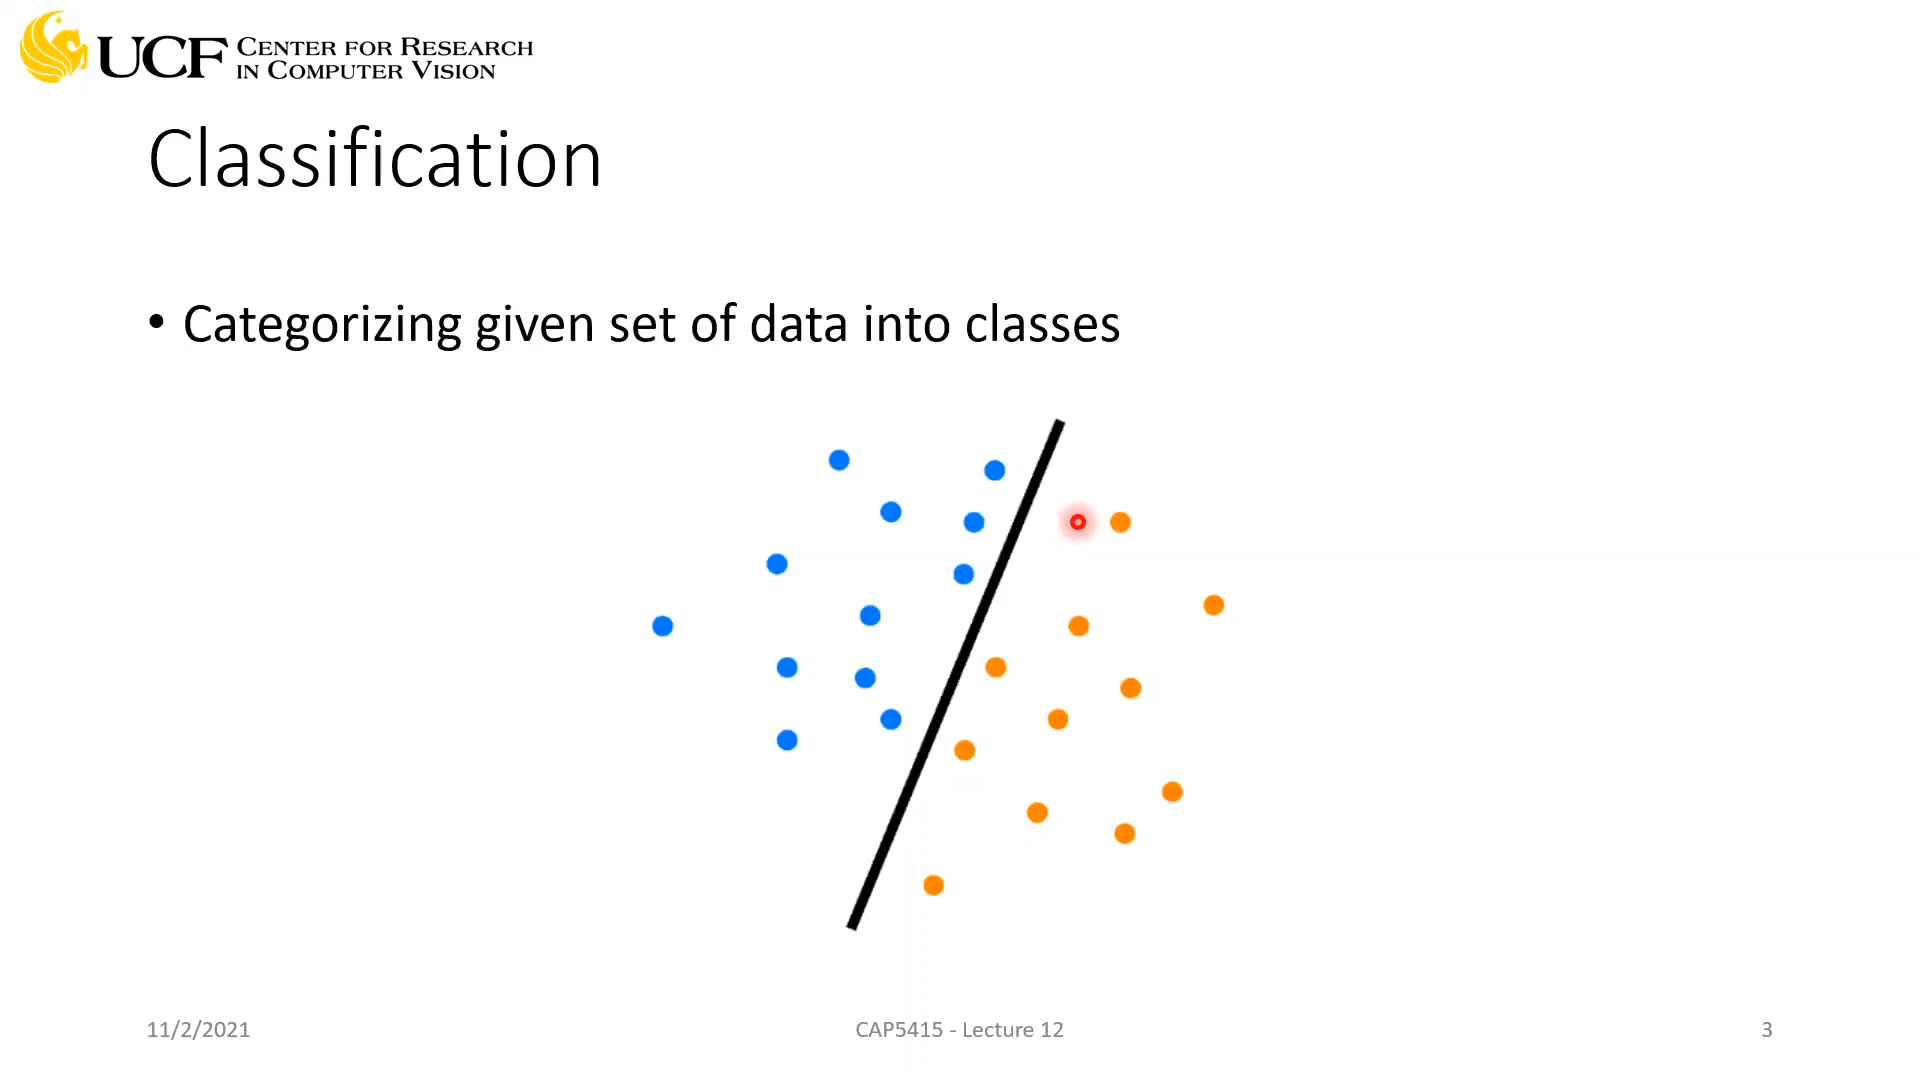 UCF CENTER FOR RESEARCH
IN COMPUTER VISION
Classification
• Categorizing given set of data into classes
11/2/2021
CAP5415 - Lecture 12
3